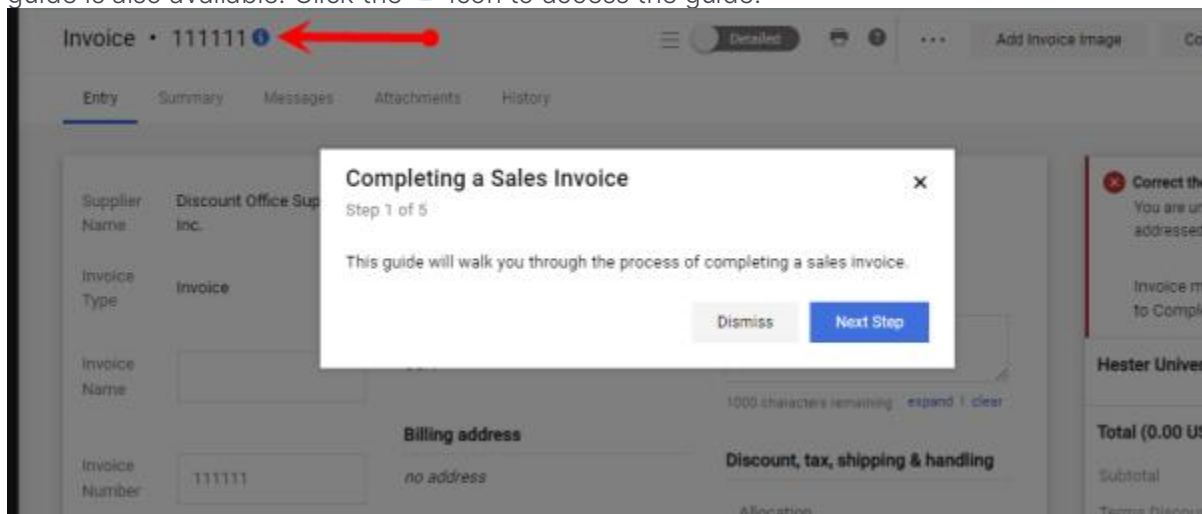 guide is also available. Click the icon to access the guide.
Invoice • 111111
Detailed
...
Add Invoice Image
Entry Summary Messages Attachments History
Completing a Sales Invoice
Step 1 of 5
This guide will walk you through the process of completing a sales invoice.
Dismiss Next Step
Supplier Name
Discount Office Sup
Inc.
Invoice Type
Invoice
Invoice Name
1000 characters remaining expand | clear
Billing address
no address
Invoice Number
111111
Discount, tax, shipping & handling
Allocation
Correct the
You are un
addressed
Invoice m
to Comple
Hester Univer
Total (0.00 US
Subtotal
Terms Discou